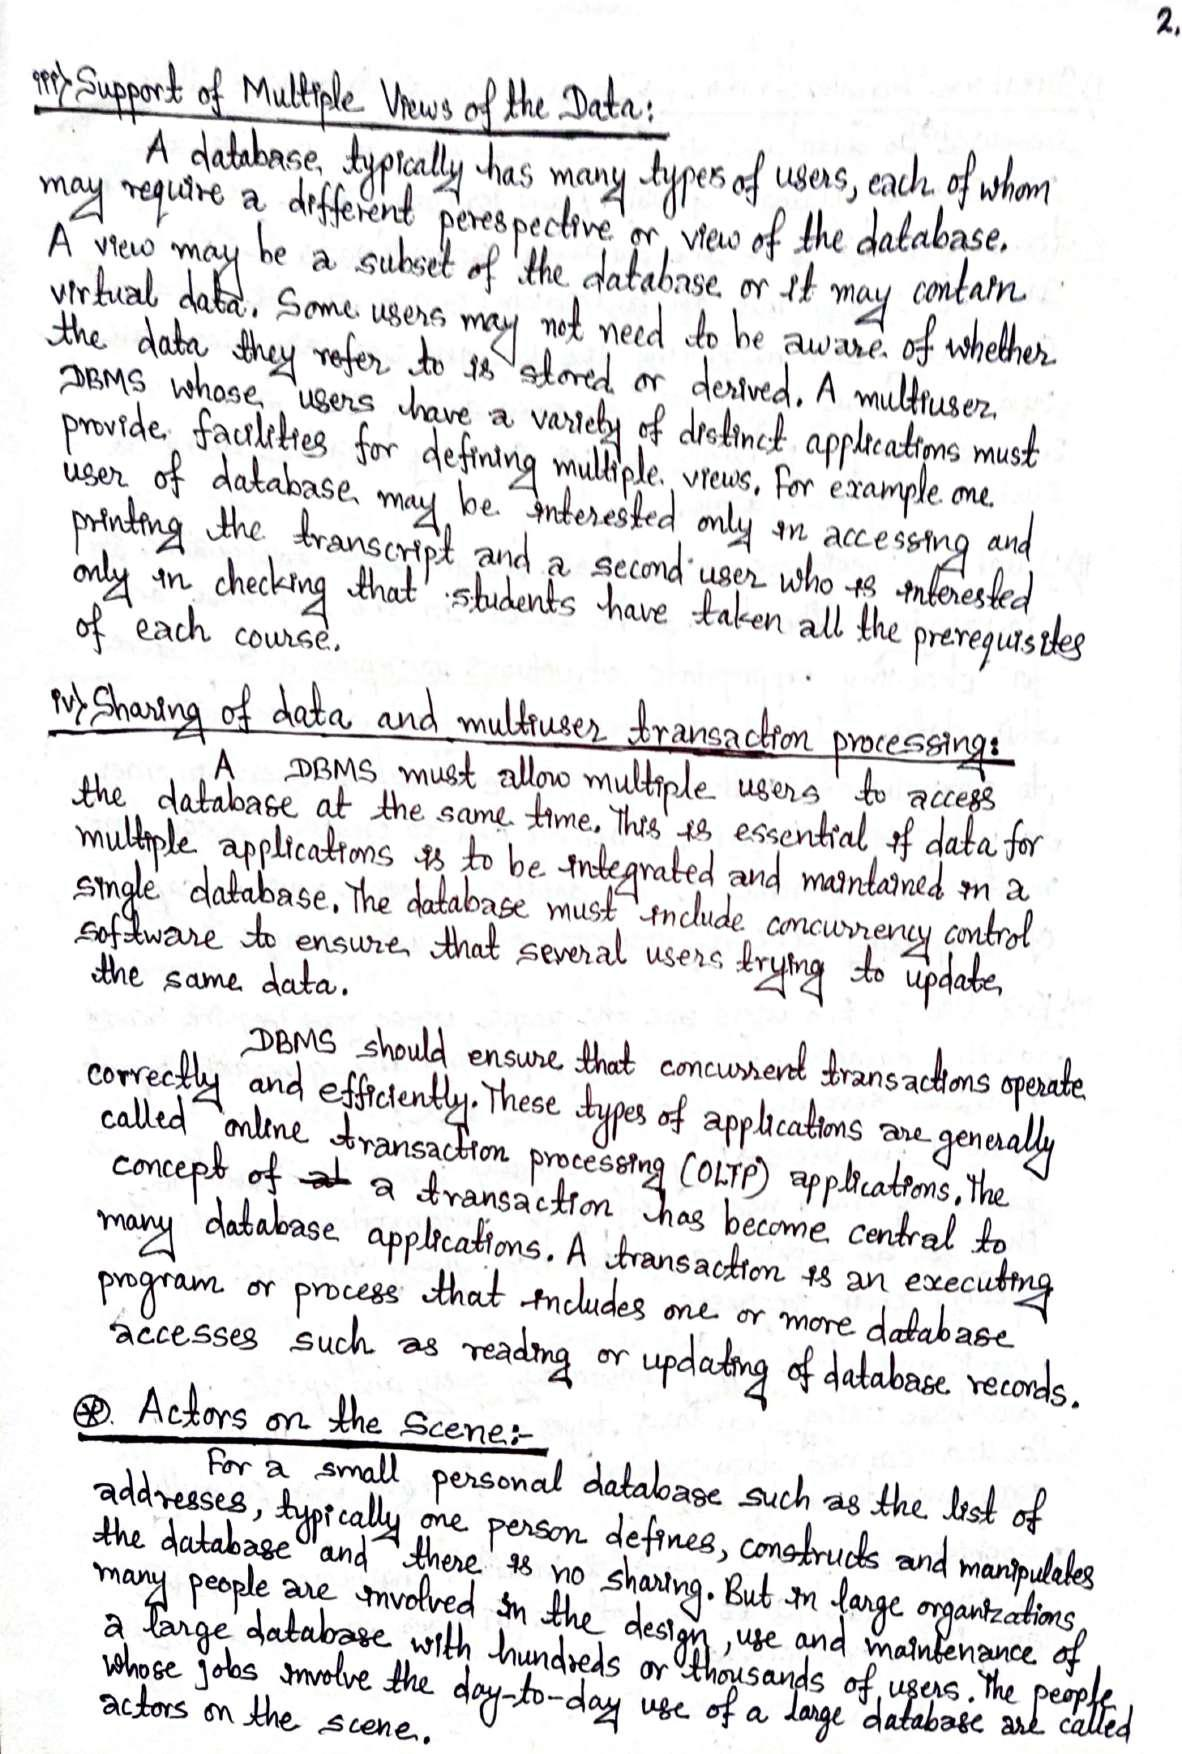 2.
iii) Support of Multiple Views of the Data:
A database typically has many types of users, each of whom
may require a different perespective or view of the database.
A view may be a subset of the database or it may contain
virtual data. Some users may not need to be aware of whether
the data they refer to is stored or derived. A multiuser
DBMS whose users have a variety of distinct applications must
provide facilities for defining multiple views. For example one
user of database may be interested only in accessing and
printing the transcript and a second user who is interested
only in checking that students have taken all the prerequisites
of each course.
iv) Sharing of data and multiuser transaction processing:
A DBMS must allow multiple users to access
the database at the same time. This is essential if data for
multiple applications is to be integrated and maintained in a
single database. The database must include concurrency control
software to ensure that several users trying to update
the same data.
DBMS should ensure that concurrent transactions operate
correctly and efficiently. These types of applications are generally
called online transaction processing (OLTP) applications. The
concept of at a transaction has become central to
many database applications. A transaction is an executing
program or process that includes one or more database
accesses such as reading or updating of database records.
⊛. Actors on the Scene:-
For a small personal database such as the list of
addresses, typically one person defines, constructs and manipulates
the database and there is no sharing. But in large organizations
many people are involved in the design, use and maintenance of
a large database with hundreds or thousands of users. The people
whose jobs involve the day-to-day use of a large database are called
actors on the scene.